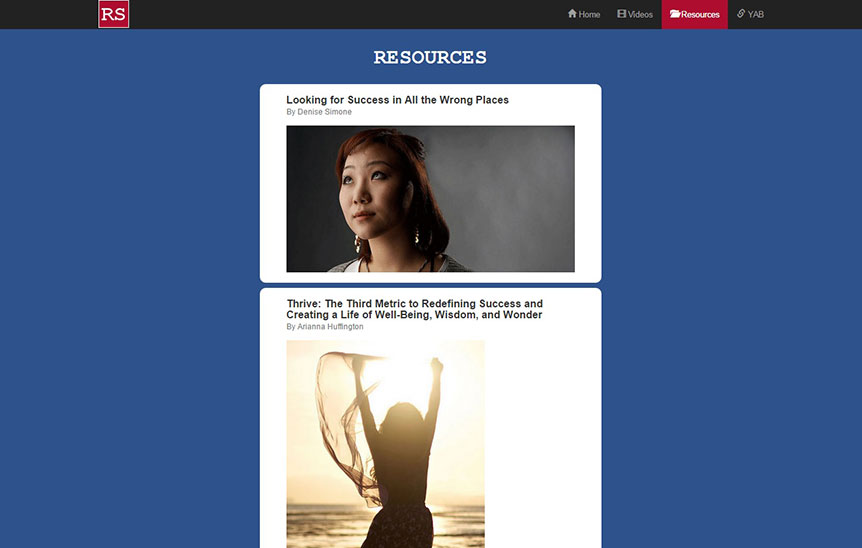 RS
Home
Videos
Resources
YAB
RESOURCES
Looking for Success in All the Wrong Places
By Denise Simone
Thrive: The Third Metric to Redefining Success and
Creating a Life of Well-Being, Wisdom, and Wonder
By Arianna Huffington